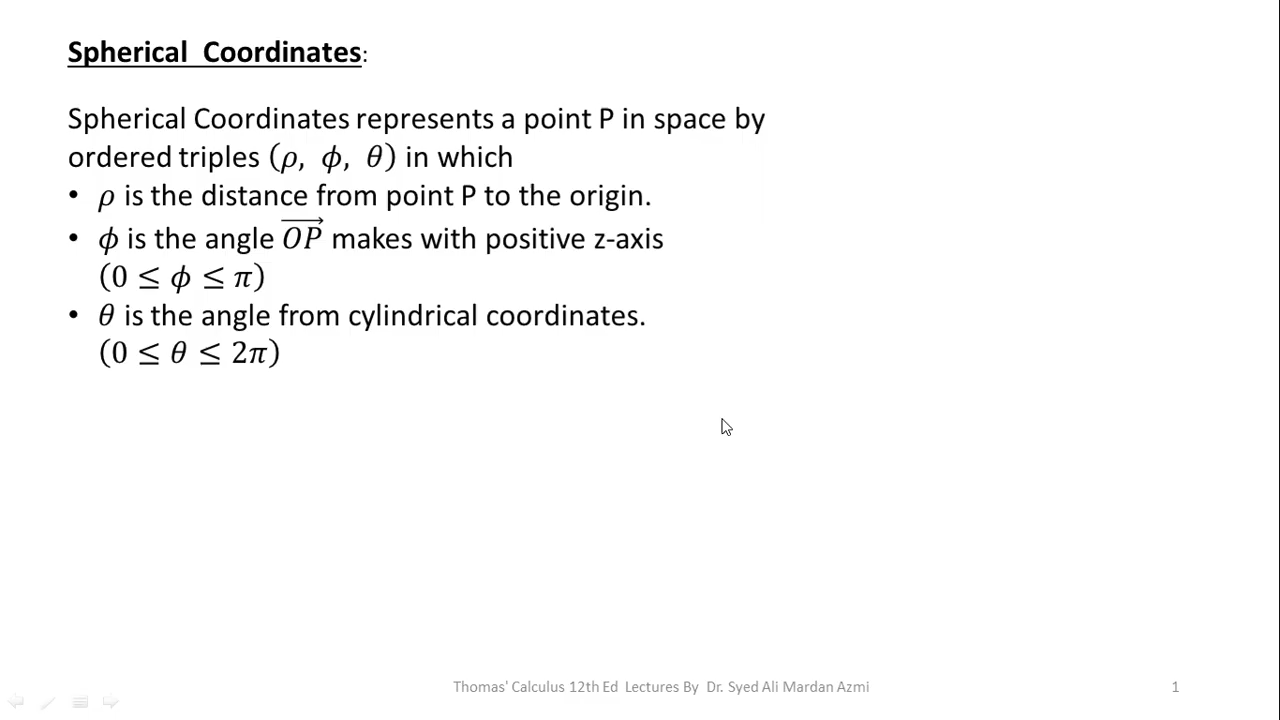 Spherical Coordinates:
Spherical Coordinates represents a point P in space by
ordered triples (ρ, ϕ, θ) in which
• ρ is the distance from point P to the origin.
• ϕ is the angle \overrightarrow{OP} makes with positive z-axis
(0 ≤ ϕ ≤ π)
• θ is the angle from cylindrical coordinates.
(0 ≤ θ ≤ 2π)
Thomas' Calculus 12th Ed Lectures By Dr. Syed Ali Mardan Azmi 1